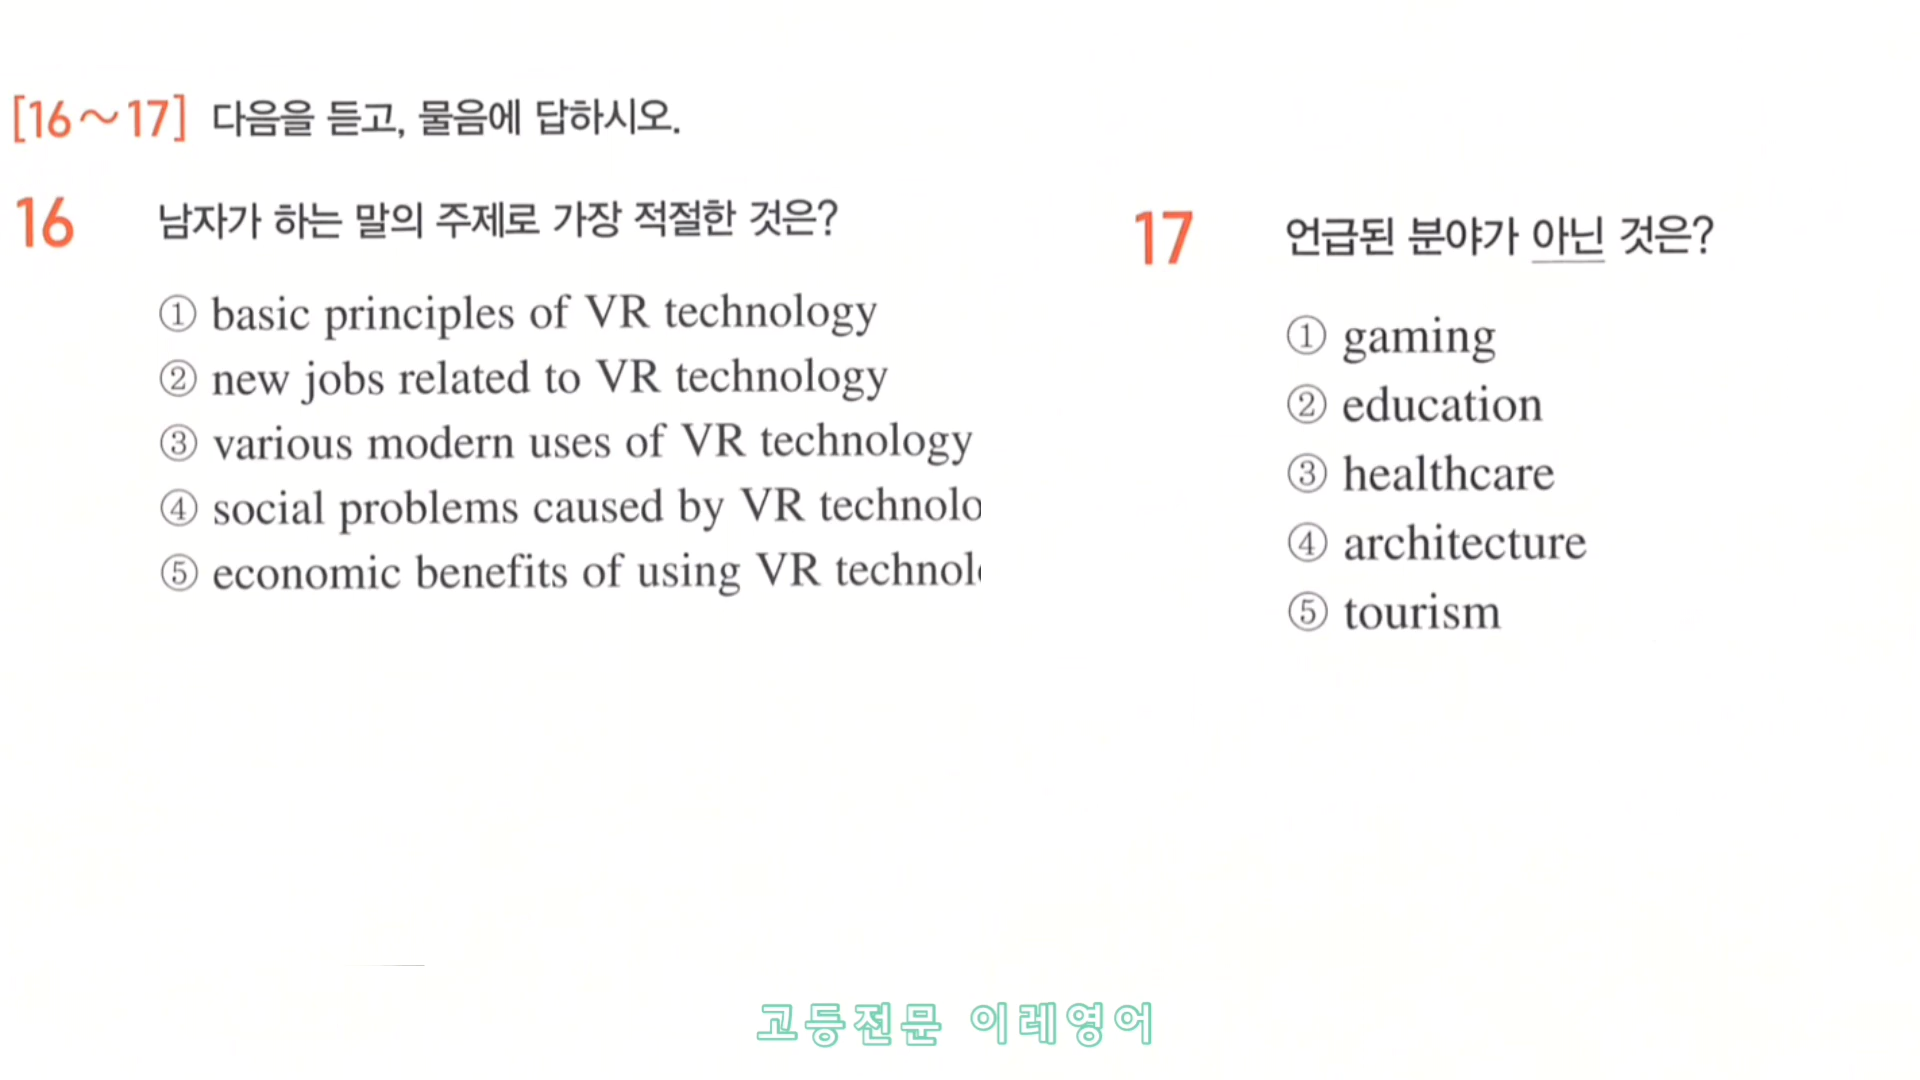 [16~17] 다음을 듣고, 물음에 답하시오.
16 남자가 하는 말의 주제로 가장 적절한 것은?
① basic principles of VR technology
② new jobs related to VR technology
③ various modern uses of VR technology
④ social problems caused by VR technolo
⑤ economic benefits of using VR technol
17 언급된 분야가 아닌 것은?
① gaming
② education
③ healthcare
④ architecture
⑤ tourism
고등전문 이레영어